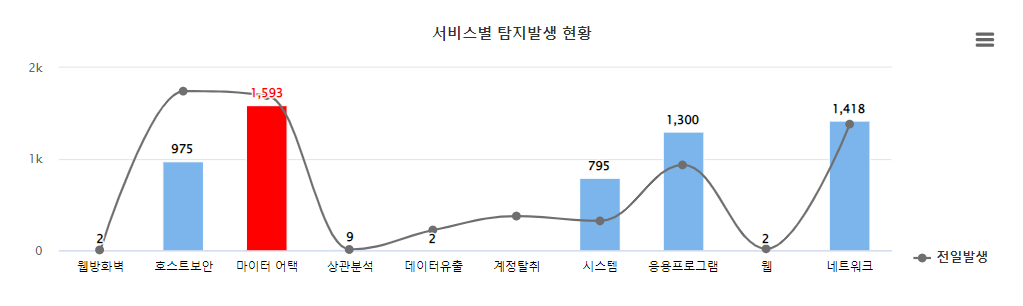 서비스별 탐지발생 현황
2k
1k
0
2
975
1,593
9
2
795
1,300
2
1,418
웹방화벽
호스트보안
마이터 어택
상관분석
데이터유출
계정탈취
시스템
응용프로그램
웹
네트워크
전일발생